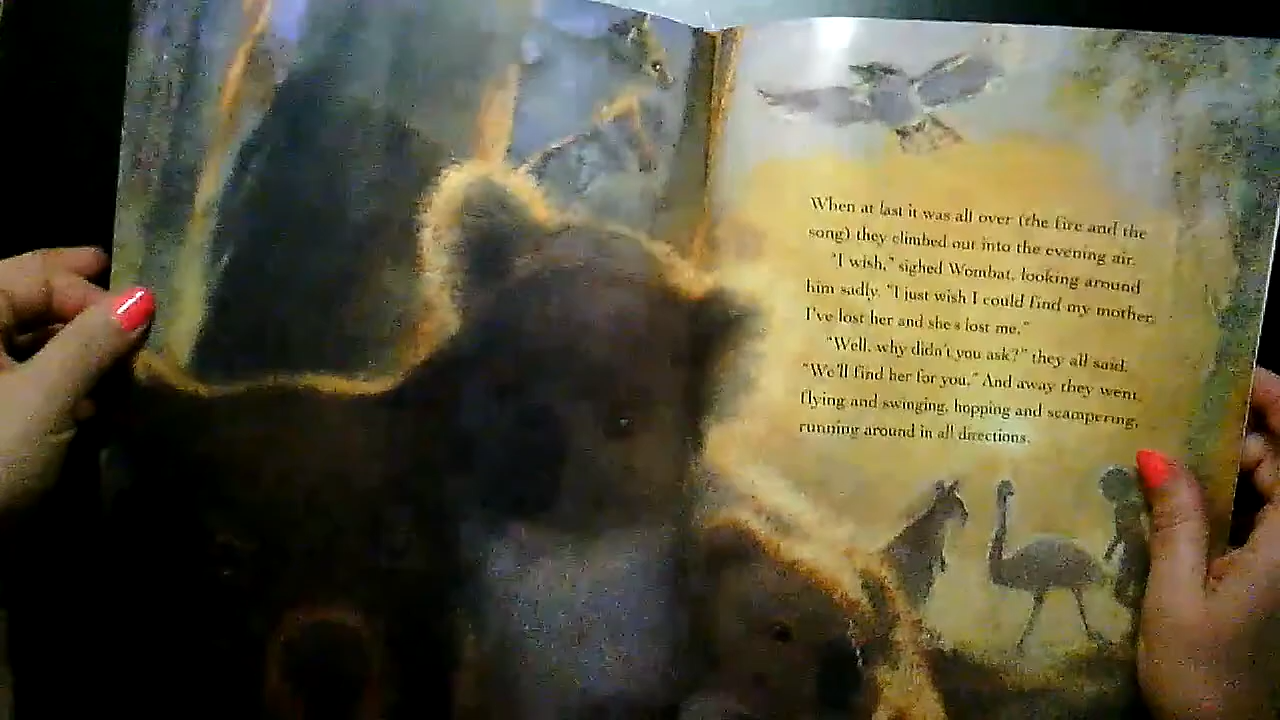 When at last it was all over (the fire and the
song) they climbed out into the evening air.
"I wish," sighed Wombat, looking around
him sadly. "I just wish I could find my mother.
I've lost her and she's lost me."
"Well, why didn't you ask?" they all said.
"We'll find her for you." And away they went,
flying and swinging, hopping and scampering,
running around in all directions.